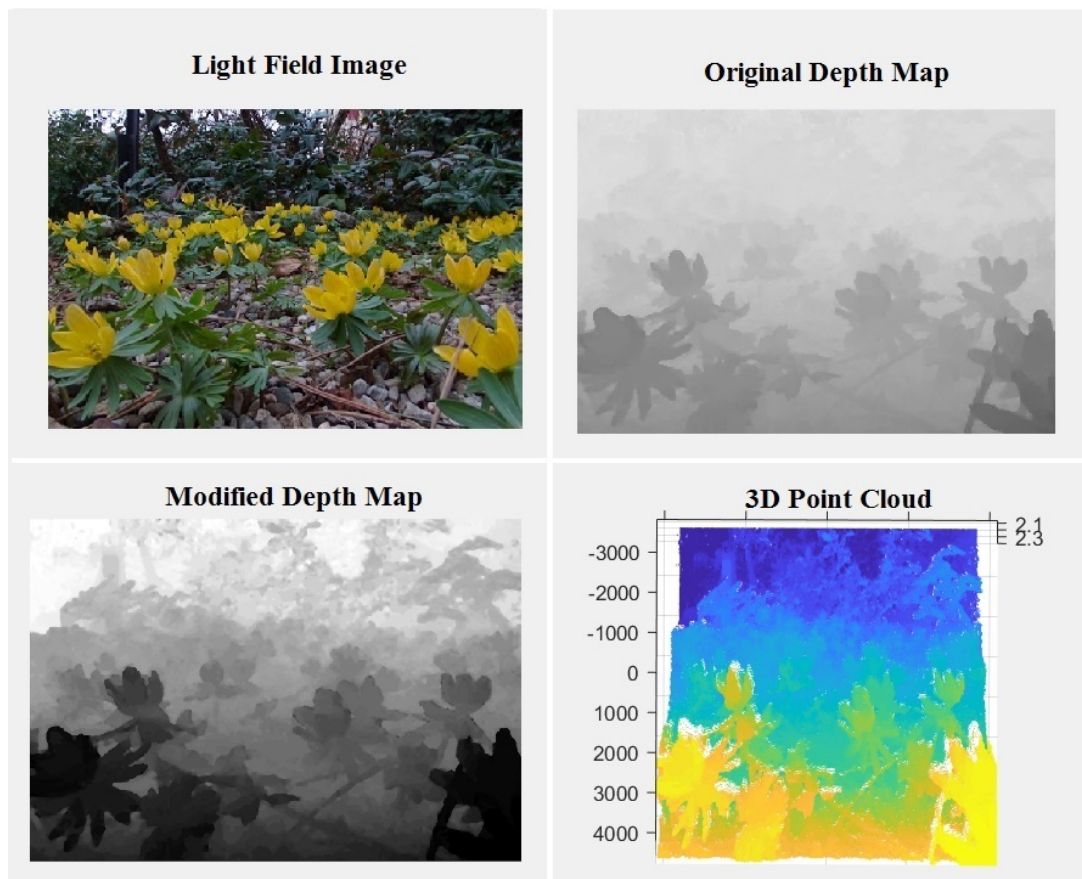 Light Field Image
Original Depth Map
Modified Depth Map
3D Point Cloud
2.1
2.3
-3000
-2000
-1000
0
1000
2000
3000
4000